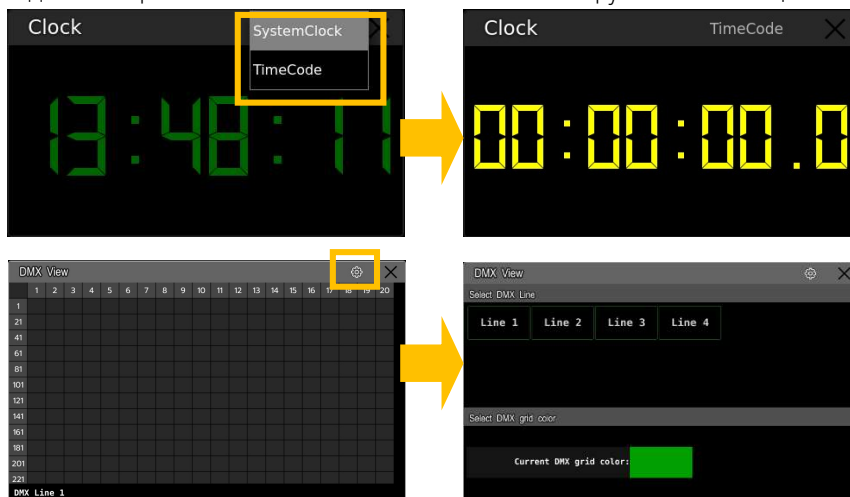 Clock
SystemClock
TimeCode
13:48:11
Clock TimeCode
00:00:00.0
DMX View
1 2 3 4 5 6 7 8 9 10 11 12 13 14 15 16 17 18 19 20
1
21
41
61
81
101
121
141
161
181
201
221
DMX Line 1
DMX View
Select DMX Line
Line 1 Line 2 Line 3 Line 4
Select DMX grid color
Current DMX grid color: